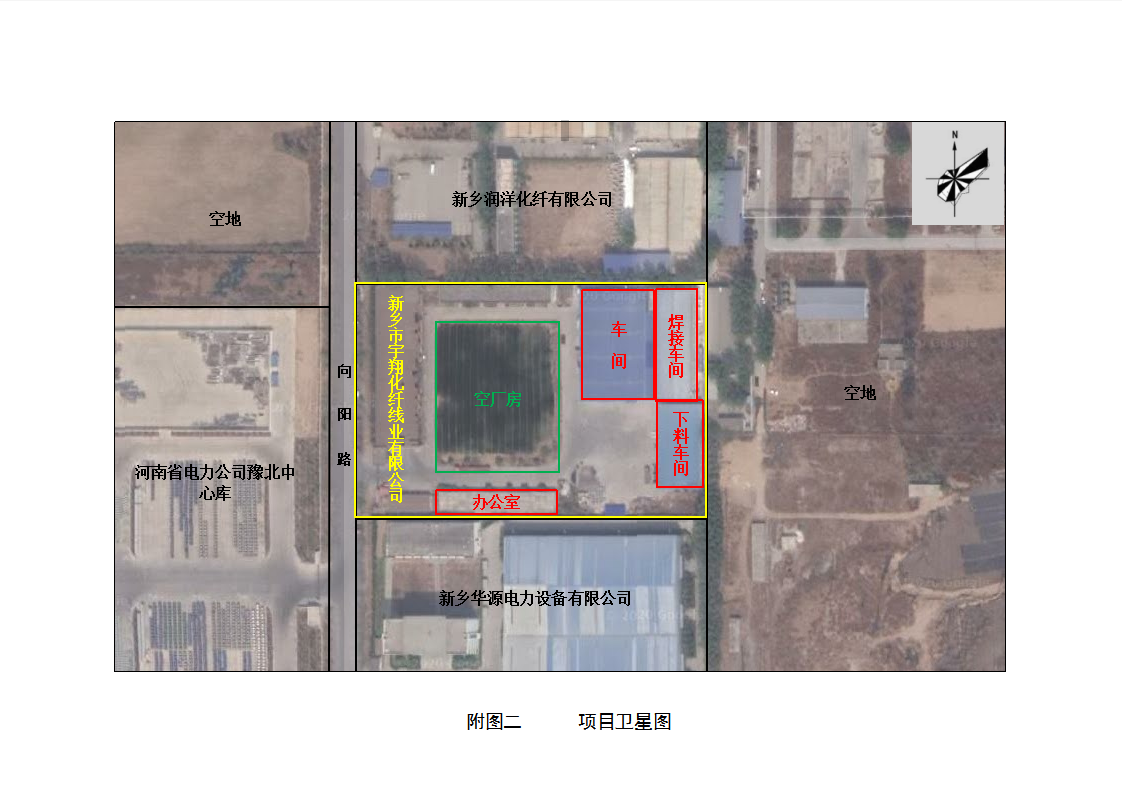 N
新乡润洋化纤有限公司
空地
新乡市宇翔化纤线业有限公司
车间
焊接车间
向阳路
空地
空厂房
下料车间
河南省电力公司豫北中
心库
办公室
新乡华源电力设备有限公司
附图二 项目卫星图